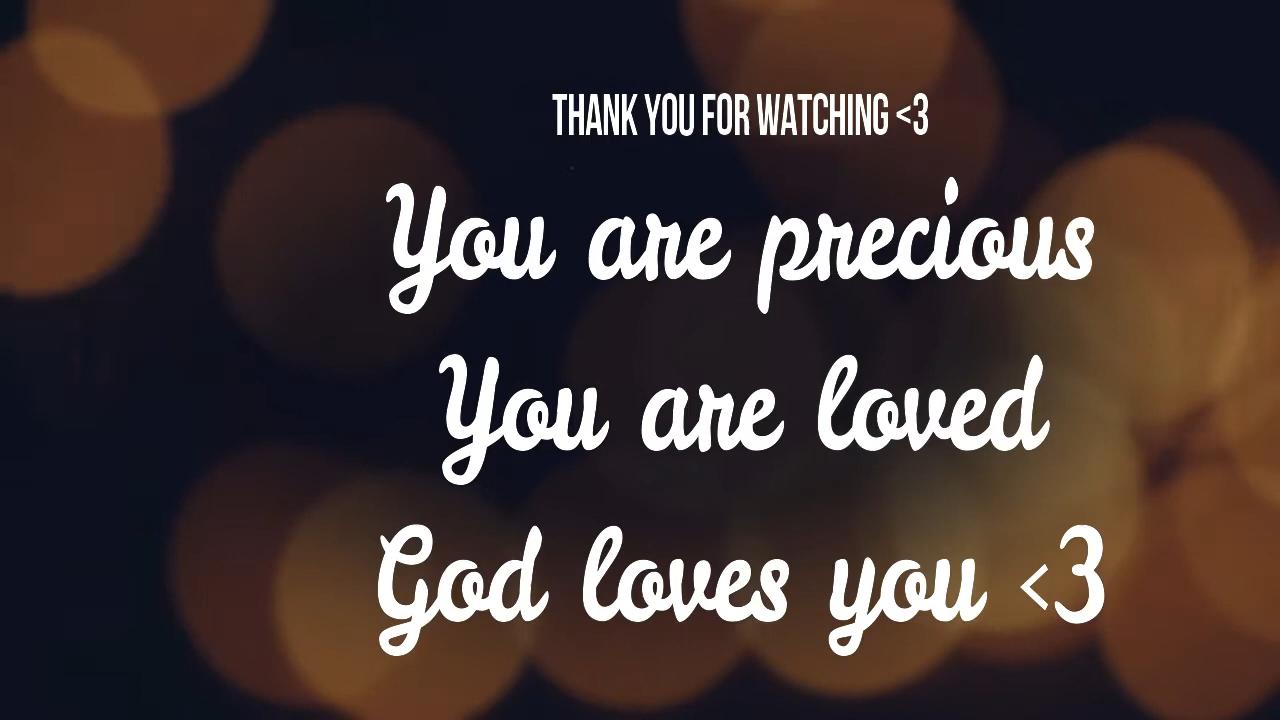 THANK YOU FOR WATCHING <3
You are precious
You are loved
God loves you <3